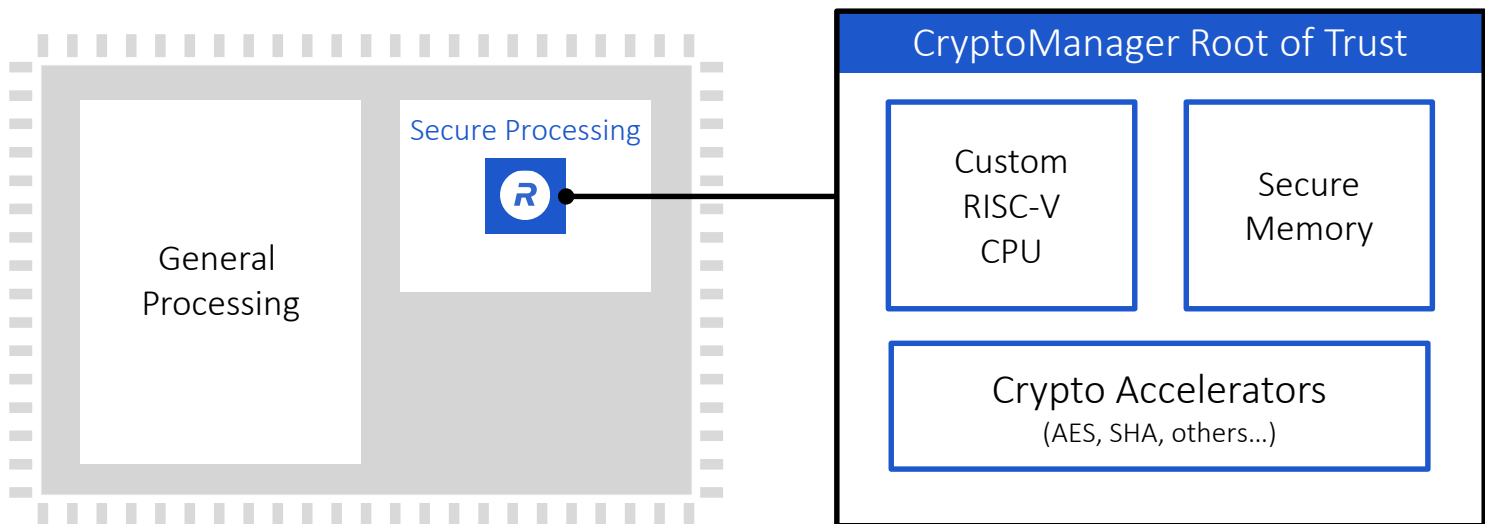 General
Processing
Secure Processing
R
CryptoManager Root of Trust
Custom
RISC-V
CPU
Secure
Memory
Crypto Accelerators
(AES, SHA, others...)